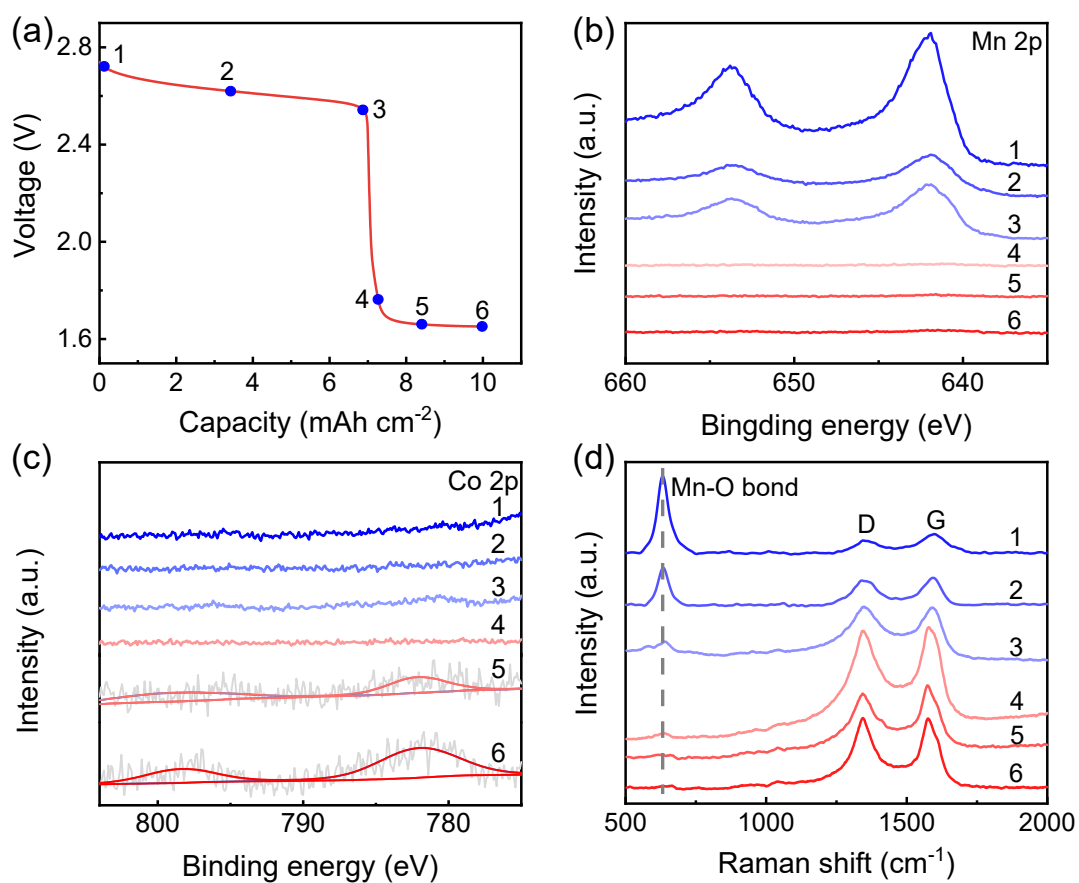 (a)
2.8
2.4
2.0
1.6
Voltage (V)
1
2
3
4
5
6
0
2
4
6
8
10
Capacity (mAh cm⁻²)
(b)
Mn 2p
Intensity (a.u.)
1
2
3
4
5
6
660
650
640
Bingding energy (eV)
(c)
Co 2p
Intensity (a.u.)
1
2
3
4
5
6
800
790
780
Binding energy (eV)
(d)
Mn-O bond
D
G
Intensity (a.u.)
1
2
3
4
5
6
500
1000
1500
2000
Raman shift (cm⁻¹)